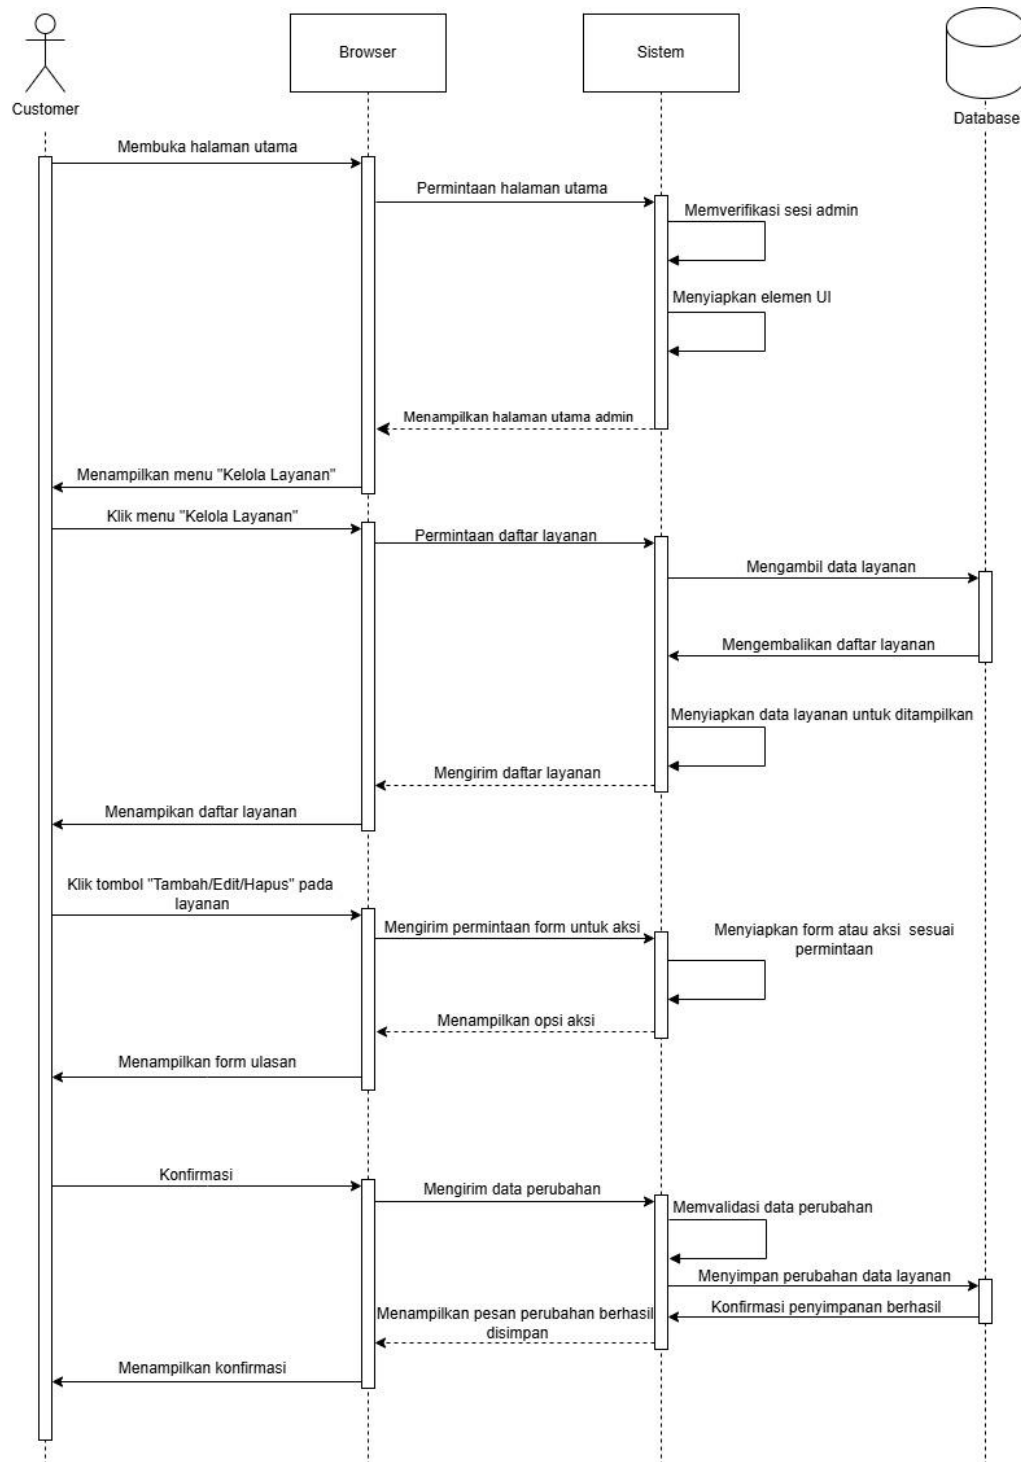 Browser
Sistem
Customer
Database
Membuka halaman utama
Permintaan halaman utama
Memverifikasi sesi admin
Menyiapkan elemen UI
Menampilkan halaman utama admin
Menampilkan menu "Kelola Layanan"
Klik menu "Kelola Layanan"
Permintaan daftar layanan
Mengambil data layanan
Mengembalikan daftar layanan
Menyiapkan data layanan untuk ditampilkan
Mengirim daftar layanan
Menampikan daftar layanan
Klik tombol "Tambah/Edit/Hapus" pada
layanan
Mengirim permintaan form untuk aksi
Menyiapkan form atau aksi sesuai
permintaan
Menampilkan opsi aksi
Menampilkan form ulasan
Konfirmasi
Mengirim data perubahan
Memvalidasi data perubahan
Menyimpan perubahan data layanan
Konfirmasi penyimpanan berhasil
Menampilkan pesan perubahan berhasil
disimpan
Menampilkan konfirmasi